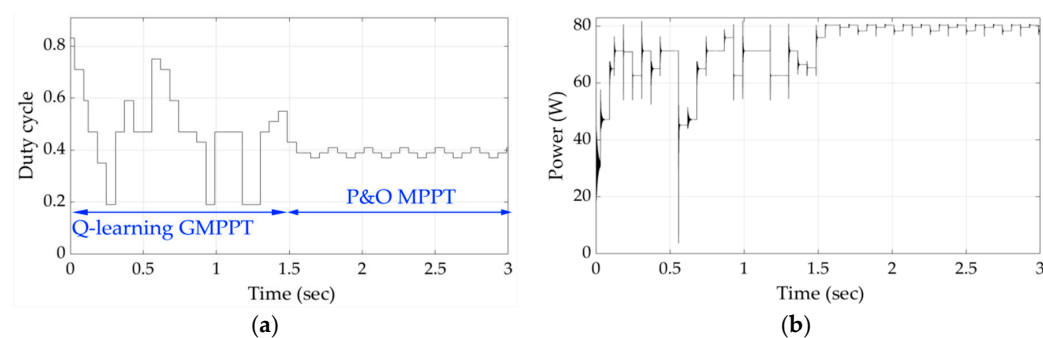 Duty cycle
0.8
0.6
0.4
0.2
0
P&O MPPT
Q-learning GMPPT
0 0.5 1 1.5 2 2.5 3
Time (sec)
(a)
Power (W)
80
60
40
20
0
0 0.5 1 1.5 2 2.5 3
Time (sec)
(b)